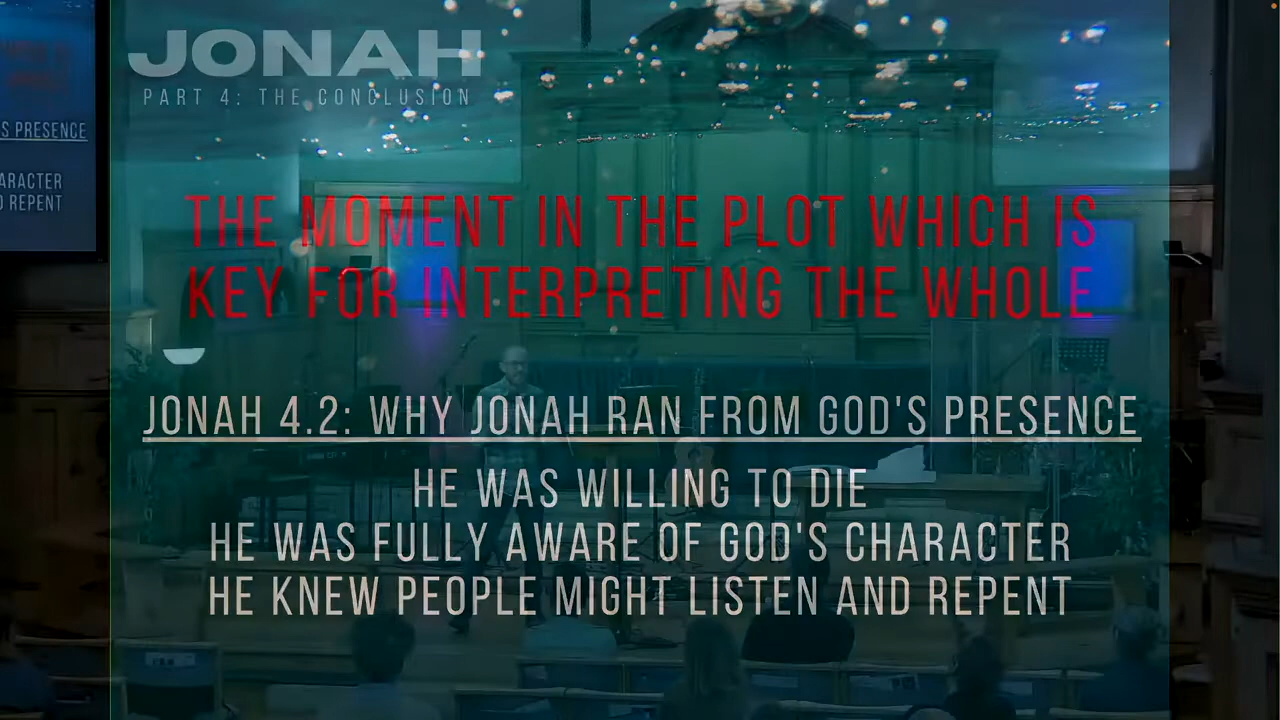 JONAH
PART 4: THE CONCLUSION
S PRESENCE
ARACTER
D REPENT
THE MOMENT IN THE PLOT WHICH IS
KEY FOR INTERPRETING THE WHOLE
JONAH 4.2: WHY JONAH RAN FROM GOD'S PRESENCE
HE WAS WILLING TO DIE
HE WAS FULLY AWARE OF GOD'S CHARACTER
HE KNEW PEOPLE MIGHT LISTEN AND REPENT